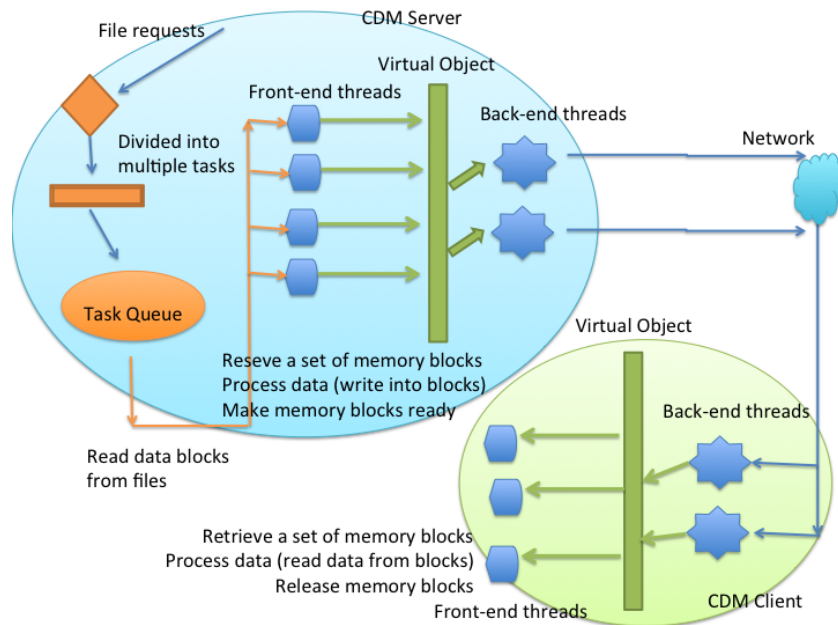 CDM Server
File requests
Virtual Object
Front-end threads
Back-end threads
Divided into
multiple tasks
Network
Task Queue
Reseve a set of memory blocks
Process data (write into blocks)
Make memory blocks ready
Read data blocks
from files
Virtual Object
Back-end threads
Retrieve a set of memory blocks
Process data (read data from blocks)
Release memory blocks
Front-end threads
CDM Client